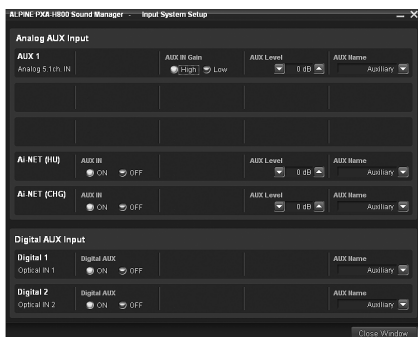 ALPINE PXA-H800 Sound Manager - Input System Setup
Analog AUX Input
AUX 1 AUX IN Gain AUX Level AUX Name
Analog 5.1ch. IN High Low 0 dB Auxiliary
Ai-NET (HU) AUX IN AUX Level AUX Name
ON OFF 0 dB Auxiliary
Ai-NET (CHG) AUX IN AUX Level AUX Name
ON OFF 0 dB Auxiliary
Digital AUX Input
Digital 1 Digital AUX AUX Name
Optical IN 1 ON OFF Auxiliary
Digital 2 Digital AUX AUX Name
Optical IN 2 ON OFF Auxiliary
Close Window